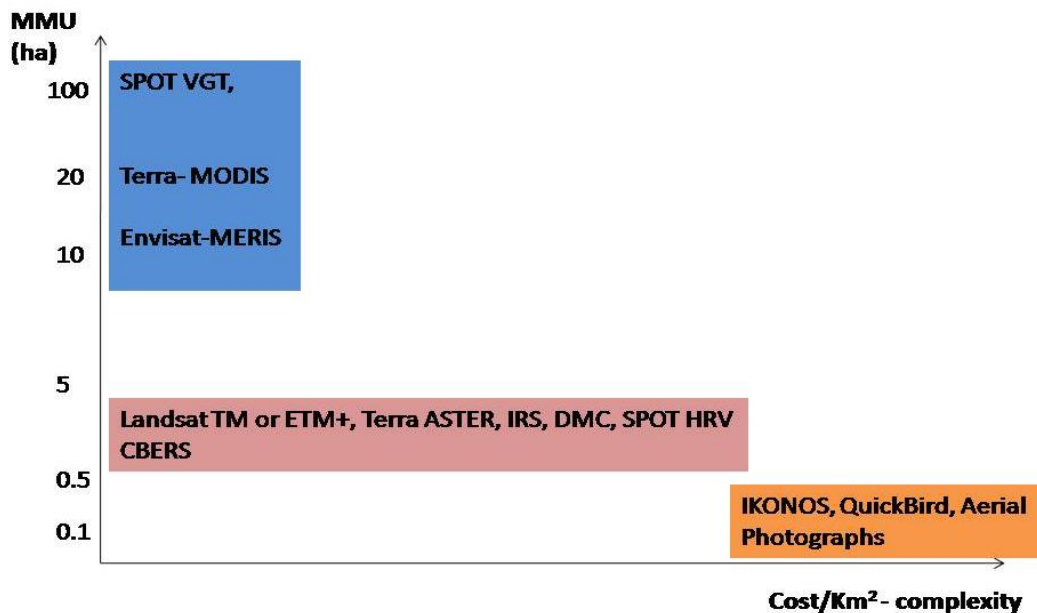 MMU
(ha)
100
SPOT VGT,
20
Terra- MODIS
Envisat-MERIS
10
5
Landsat TM or ETM+, Terra ASTER, IRS, DMC, SPOT HRV
CBERS
0.5
IKONOS, QuickBird, Aerial
Photographs
0.1
Cost/Km² - complexity